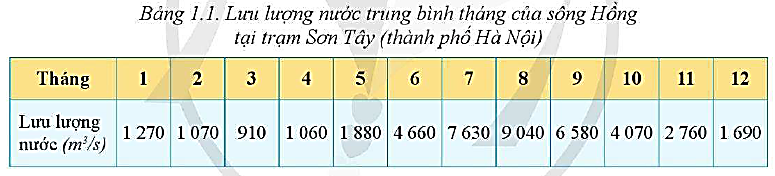 Bảng 1.1. Lưu lượng nước trung bình tháng của sông Hồng
tại trạm Sơn Tây (thành phố Hà Nội)
Tháng 1 2 3 4 5 6 7 8 9 10 11 12
Lưu lượng
nước (m³/s) 1 270 1 070 910 1 060 1 880 4 660 7 630 9 040 6 580 4 070 2 760 1 690